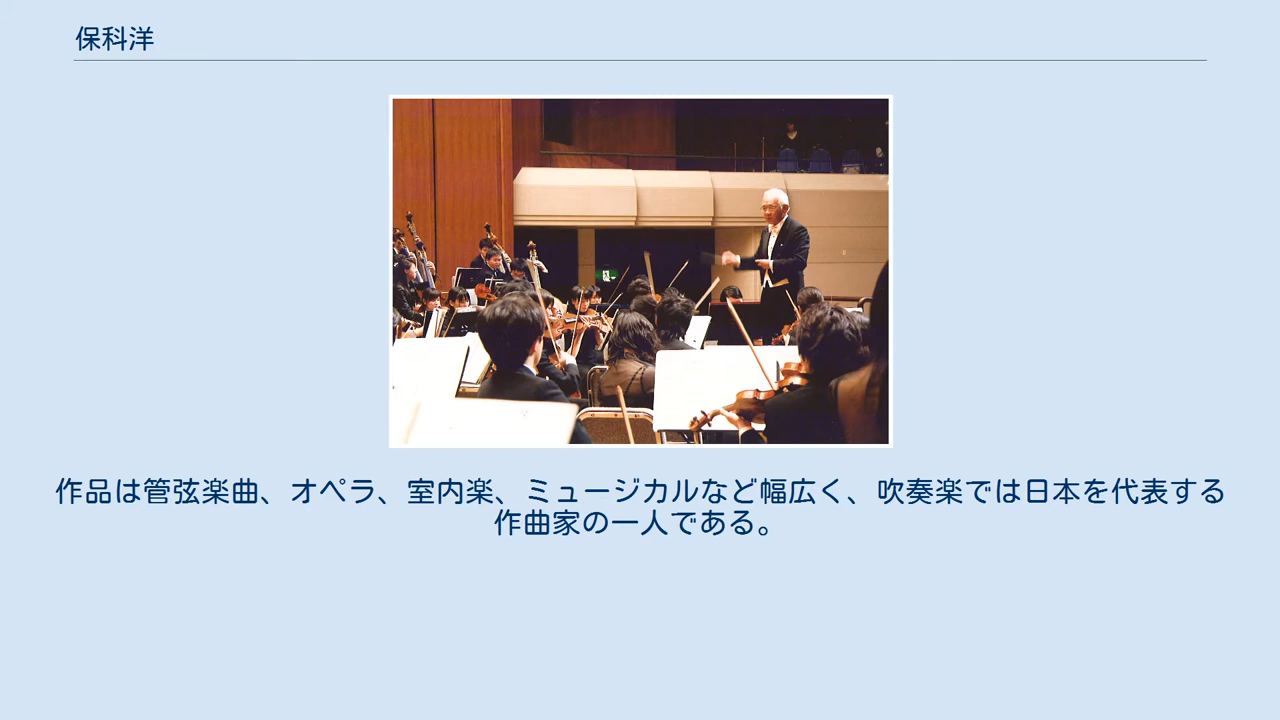 保科洋
作品は管弦楽曲、オペラ、室内楽、ミュージカルなど幅広く、吹奏楽では日本を代表する
作曲家の一人である。